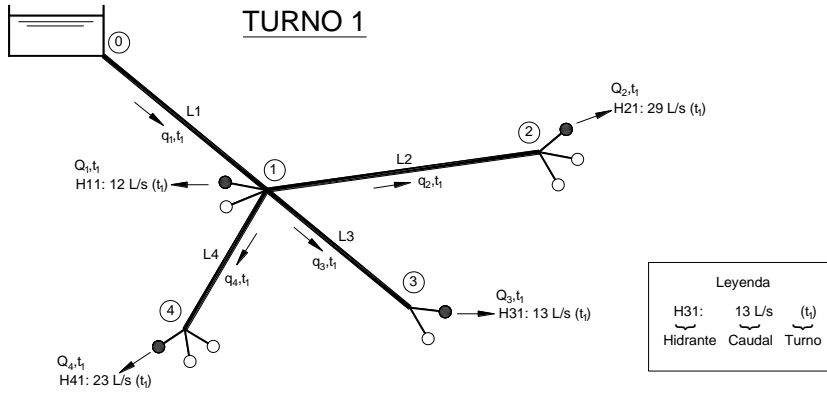 TURNO 1
0
L1
q₁,t₁
Q₁,t₁
H11: 12 L/s (t₁)
1
L2
q₂,t₁
2
Q₂,t₁
H21: 29 L/s (t₁)
L3
q₃,t₁
3
Q₃,t₁
H31: 13 L/s (t₁)
L4
q₄,t₁
4
Q₄,t₁
H41: 23 L/s (t₁)
Leyenda
H31: 13 L/s (t₁)
Hidrante Caudal Turno